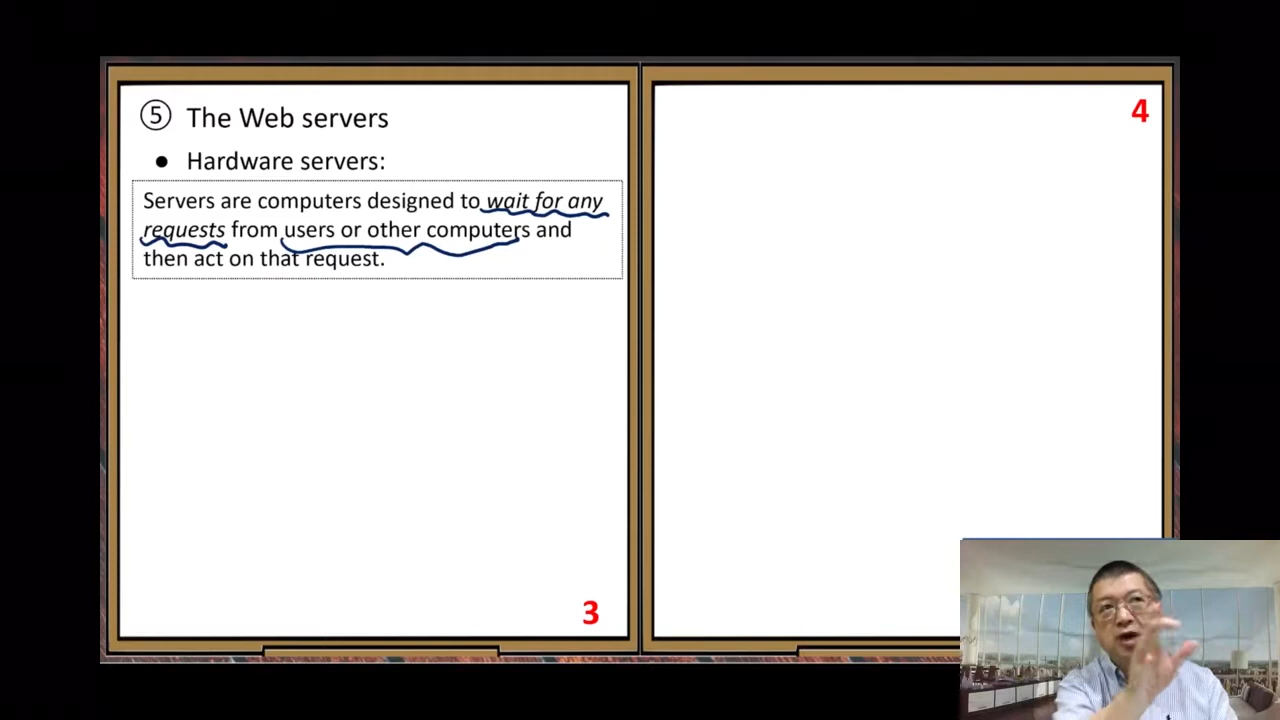 ⑤ The Web servers
● Hardware servers:
Servers are computers designed to wait for any
requests from users or other computers and
then act on that request.
3
4